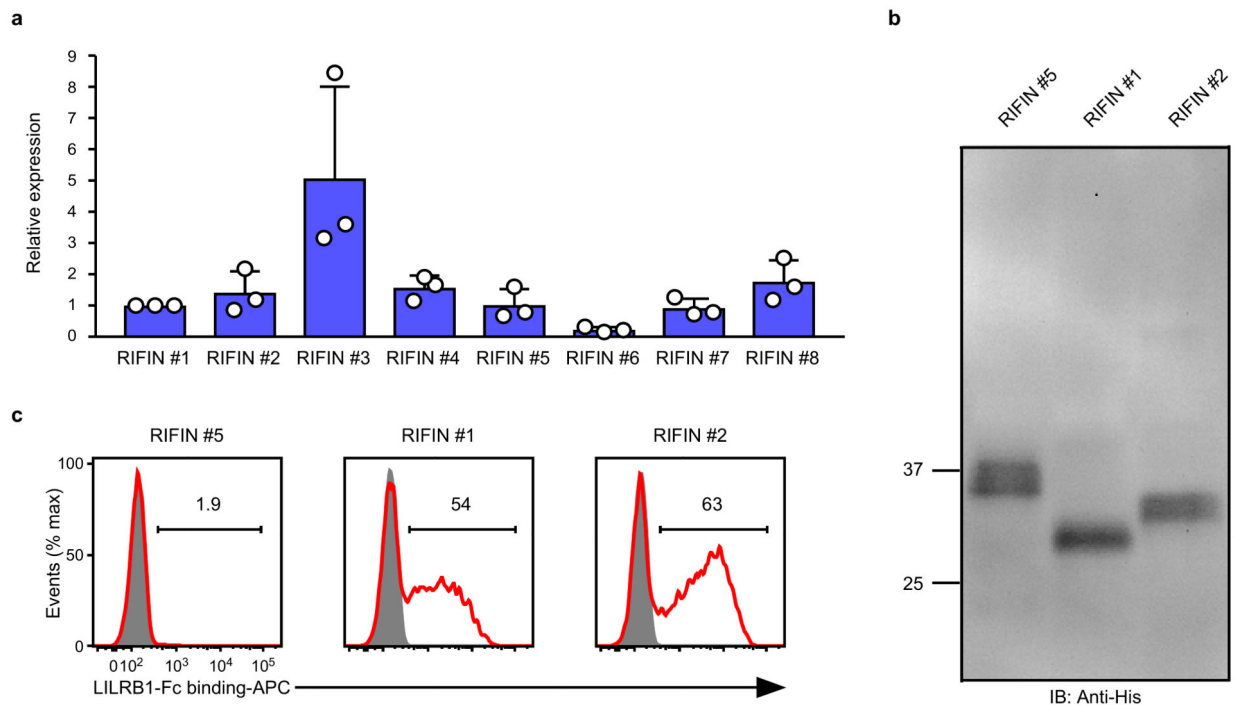 a
9
8
7
6
5
4
3
2
1
0
Relative expression
RIFIN #1 RIFIN #2 RIFIN #3 RIFIN #4 RIFIN #5 RIFIN #6 RIFIN #7 RIFIN #8
b
RIFIN #5 RIFIN #1 RIFIN #2
37
25
IB: Anti-His
c
RIFIN #5 RIFIN #1 RIFIN #2
100
50
0
Events (% max)
1.9 54 63
0 10² 10³ 10⁴ 10⁵
LILRB1-Fc binding-APC